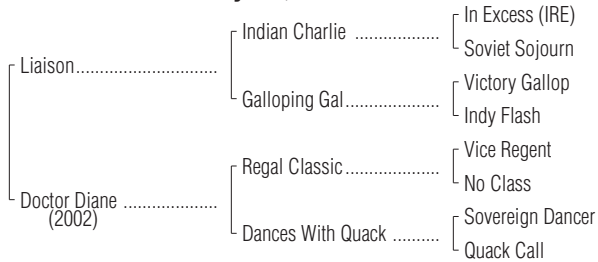 In Excess (IRE)
Indian Charlie ..................
Soviet Sojourn
Liaison..............................
Victory Gallop
Galloping Gal....................
Indy Flash
Vice Regent
Regal Classic....................
No Class
Doctor Diane ....................
(2002)
Sovereign Dancer
Dances With Quack ..........
Quack Call